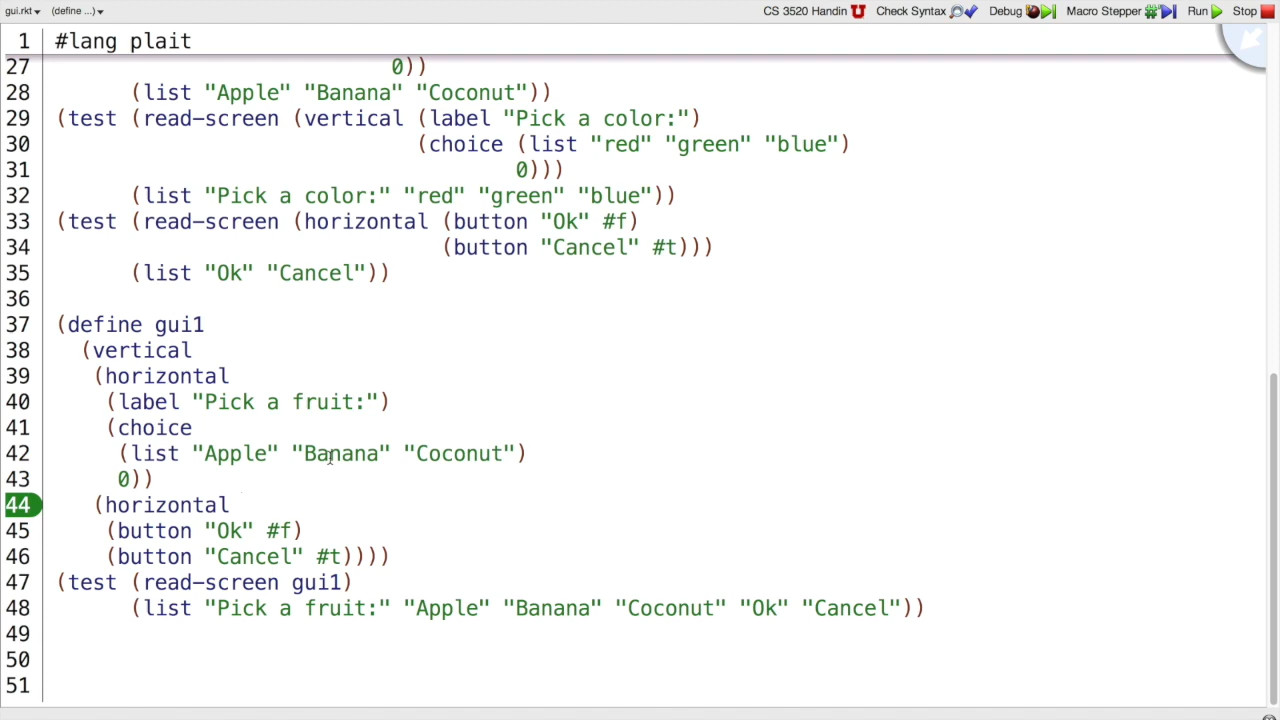 gui.rkt (define ...) CS 3520 Handin Check Syntax Debug Macro Stepper Run Stop
1 #lang plait
27 0))
28 (list "Apple" "Banana" "Coconut"))
29 (test (read-screen (vertical (label "Pick a color:")
30 (choice (list "red" "green" "blue")
31 0)))
32 (list "Pick a color:" "red" "green" "blue"))
33 (test (read-screen (horizontal (button "Ok" #f)
34 (button "Cancel" #t)))
35 (list "Ok" "Cancel"))
36
37 (define gui1
38 (vertical
39 (horizontal
40 (label "Pick a fruit:")
41 (choice
42 (list "Apple" "Banana" "Coconut")
43 0))
44 (horizontal
45 (button "Ok" #f)
46 (button "Cancel" #t))))
47 (test (read-screen gui1)
48 (list "Pick a fruit:" "Apple" "Banana" "Coconut" "Ok" "Cancel"))
49
50
51